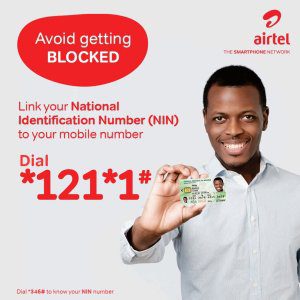 Avoid getting
BLOCKED
airtel
THE SMARTPHONE NETWORK
Link your National
Identification Number (NIN)
to your mobile number
Dial
*121*1#
Dial *346# to know your NIN number